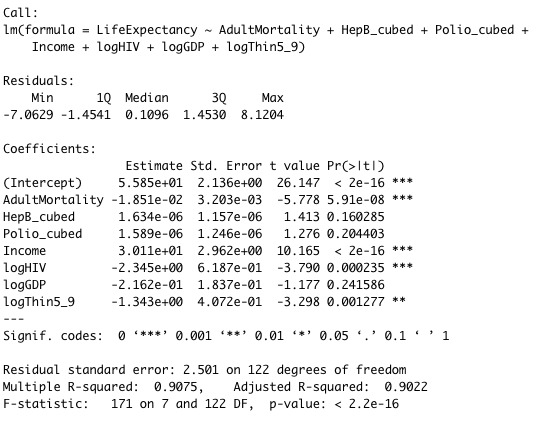 Call:
lm(formula = LifeExpectancy ~ AdultMortality + HepB_cubed + Polio_cubed +
    Income + logHIV + logGDP + logThin5_9)

Residuals:
    Min      1Q  Median      3Q     Max
-7.0629 -1.4541  0.1096  1.4530  8.1204

Coefficients:
                 Estimate Std. Error t value Pr(>|t|)
(Intercept)     5.585e+01  2.136e+00  26.147  < 2e-16 ***
AdultMortality -1.851e-02  3.203e-03  -5.778 5.91e-08 ***
HepB_cubed      1.634e-06  1.157e-06   1.413 0.160285
Polio_cubed     1.589e-06  1.246e-06   1.276 0.204403
Income          3.011e+01  2.962e+00  10.165  < 2e-16 ***
logHIV         -2.345e+00  6.187e-01  -3.790 0.000235 ***
logGDP         -2.162e-01  1.837e-01  -1.177 0.241586
logThin5_9     -1.343e+00  4.072e-01  -3.298 0.001277 **
---
Signif. codes:  0 ‘***’ 0.001 ‘**’ 0.01 ‘*’ 0.05 ‘.’ 0.1 ‘ ’ 1

Residual standard error: 2.501 on 122 degrees of freedom
Multiple R-squared:  0.9075,    Adjusted R-squared:  0.9022
F-statistic:   171 on 7 and 122 DF,  p-value: < 2.2e-16